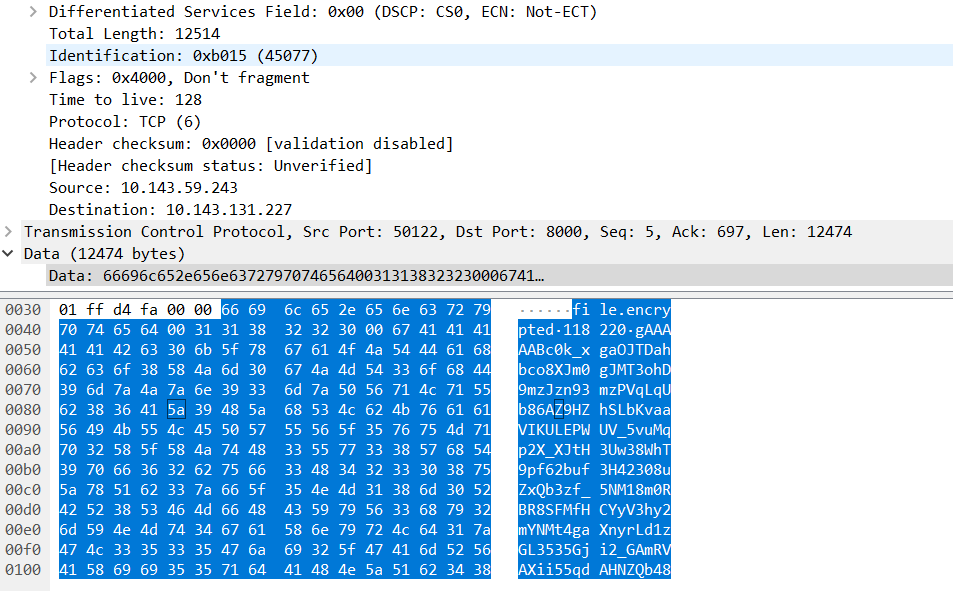 Differentiated Services Field: 0x00 (DSCP: CS0, ECN: Not-ECT)
Total Length: 12514
Identification: 0xb015 (45077)
Flags: 0x4000, Don't fragment
Time to live: 128
Protocol: TCP (6)
Header checksum: 0x0000 [validation disabled]
[Header checksum status: Unverified]
Source: 10.143.59.243
Destination: 10.143.131.227
Transmission Control Protocol, Src Port: 50122, Dst Port: 8000, Seq: 5, Ack: 697, Len: 12474
Data (12474 bytes)
Data: 66696c652e656e6372797074656400313138323230006741…
0030 01 ff d4 fa 00 00 66 69 6c 65 2e 65 6e 63 72 79 ······fi le.encry
0040 70 74 65 64 00 31 31 38 32 32 30 00 67 41 41 41 pted·118 220·gAAA
0050 41 41 42 63 30 6b 5f 78 67 61 4f 4a 54 44 61 68 AABc0k_x gaOJTDah
0060 62 63 6f 38 58 4a 6d 30 67 4a 4d 54 33 6f 68 44 bco8XJm0 gJMT3ohD
0070 39 6d 7a 4a 7a 6e 39 33 6d 7a 50 56 71 4c 71 55 9mzJzn93 mzPVqLqU
0080 62 38 36 41 5a 39 48 5a 68 53 4c 62 4b 76 61 61 b86AZ9HZ hSLbKvaa
0090 56 49 4b 55 4c 45 50 57 55 56 5f 35 76 75 4d 71 VIKULEPW UV_5vuMq
00a0 70 32 58 5f 58 4a 74 48 33 55 77 33 38 57 68 54 p2X_XJtH 3Uw38WhT
00b0 39 70 66 36 32 62 75 66 33 48 34 32 33 30 38 75 9pf62buf 3H42308u
00c0 5a 78 51 62 33 7a 66 5f 35 4e 4d 31 38 6d 30 52 ZxQb3zf_ 5NM18m0R
00d0 42 52 38 53 46 4d 66 48 43 59 79 56 33 68 79 32 BR8SFMfH CYyV3hy2
00e0 6d 59 4e 4d 74 34 67 61 58 6e 79 72 4c 64 31 7a mYNMt4ga XnyrLd1z
00f0 47 4c 33 35 33 35 47 6a 69 32 5f 47 41 6d 52 56 GL3535Gj i2_GAmRV
0100 41 58 69 69 35 35 71 64 41 48 4e 5a 51 62 34 38 AXii55qd AHNZQb48